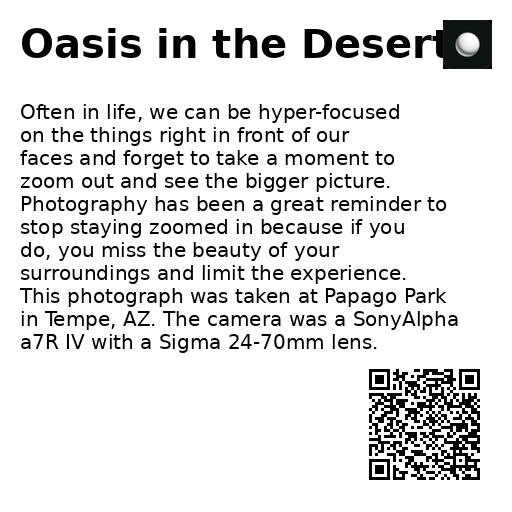 Oasis in the Desert
Often in life, we can be hyper-focused
on the things right in front of our
faces and forget to take a moment to
zoom out and see the bigger picture.
Photography has been a great reminder to
stop staying zoomed in because if you
do, you miss the beauty of your
surroundings and limit the experience.
This photograph was taken at Papago Park
in Tempe, AZ. The camera was a SonyAlpha
a7R IV with a Sigma 24-70mm lens.